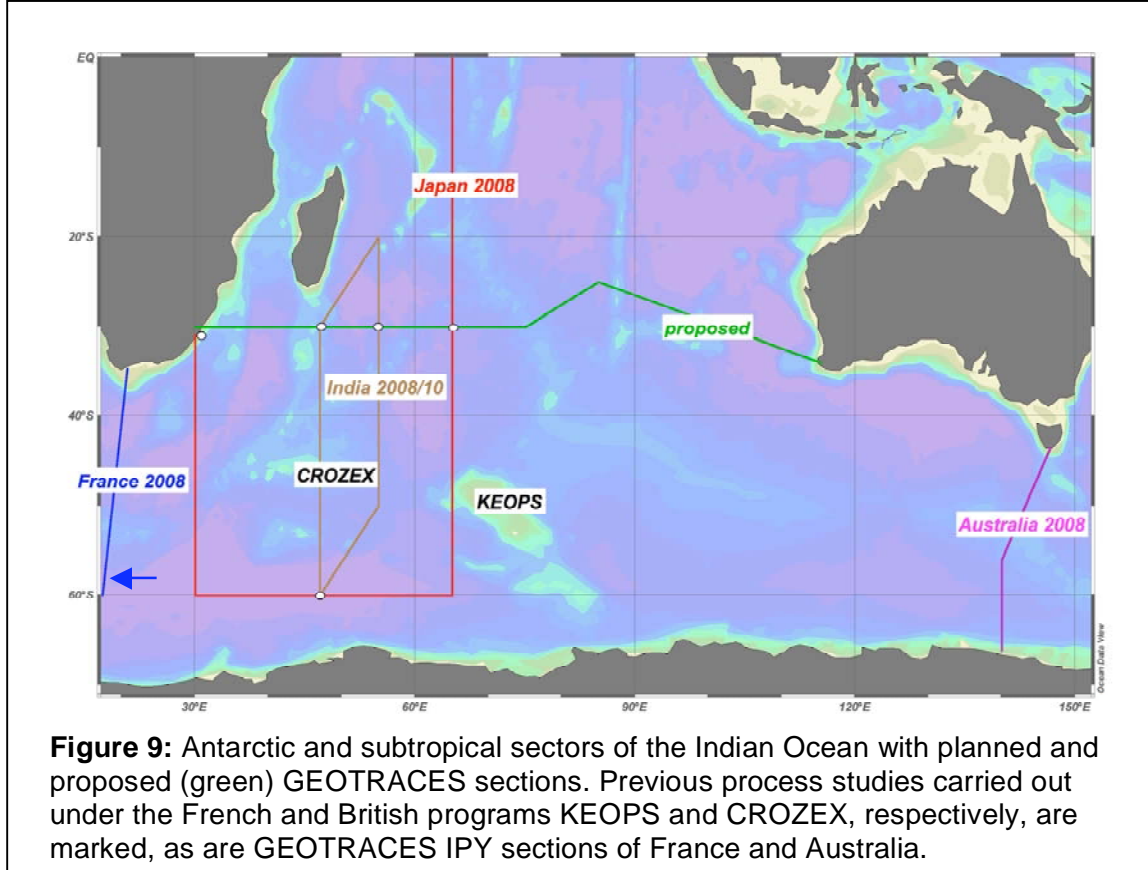 EQ
Japan 2008
20°S
proposed
India 2008/10
40°S
CROZEX
France 2008
KEOPS
Australia 2008
60°S
Ocean Data View
30°E
60°E
90°E
120°E
150°E
Figure 9: Antarctic and subtropical sectors of the Indian Ocean with planned and
proposed (green) GEOTRACES sections. Previous process studies carried out
under the French and British programs KEOPS and CROZEX, respectively, are
marked, as are GEOTRACES IPY sections of France and Australia.